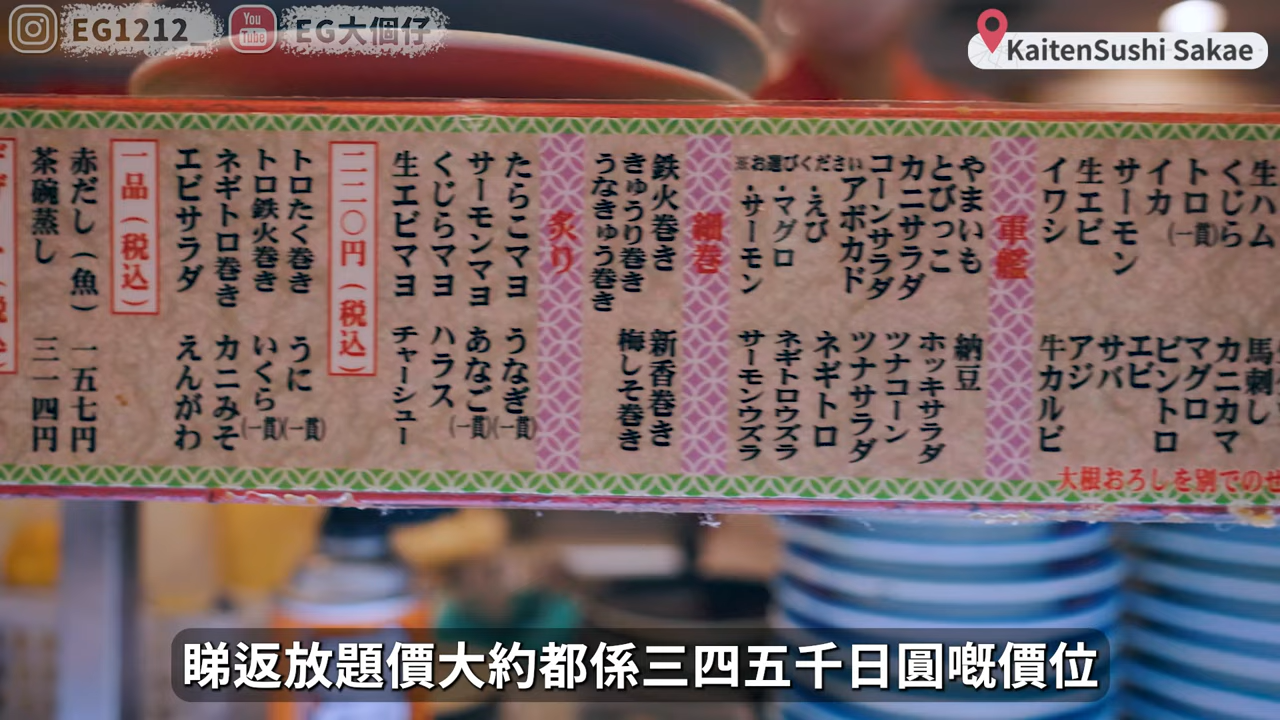 EG1212
EG大個仔
KaitenSushi Sakae
生ハム
くじら
トロ(一貫)
イカ
サーモン
生エビ
イワシ
馬刺し
カニカマ
マグロ
ビントロ
エビ
サバ
アジ
牛カルビ
大根おろしを別でのせ
軍艦
やまいも
とびっこ
カニサラダ
コーンサラダ
アボカド
※お選びください
・えび
・マグロ
・サーモン
納豆
ホッキサラダ
ツナコーン
ツナサラダ
ネギトロ
ネギトロウズラ
サーモンウズラ
細巻
鉄火巻き
きゅうり巻き
うなきゅう巻き
新香巻き
梅しそ巻き
炙り
たらこマヨ
サーモンマヨ
くじらマヨ
生エビマヨ
うなぎ(一貫)
あなご(一貫)
ハラス
チャーシュー
二二〇円(税込)
トロたく巻き
トロ鉄火巻き
ネギトロ巻き
エビサラダ
うに(一貫)
いくら(一貫)
カニみそ
えんがわ
一品(税込)
赤だし(魚) 一五七円
茶碗蒸し 三一四円
睇返放題價大約都係三四五千日圓嘅價位